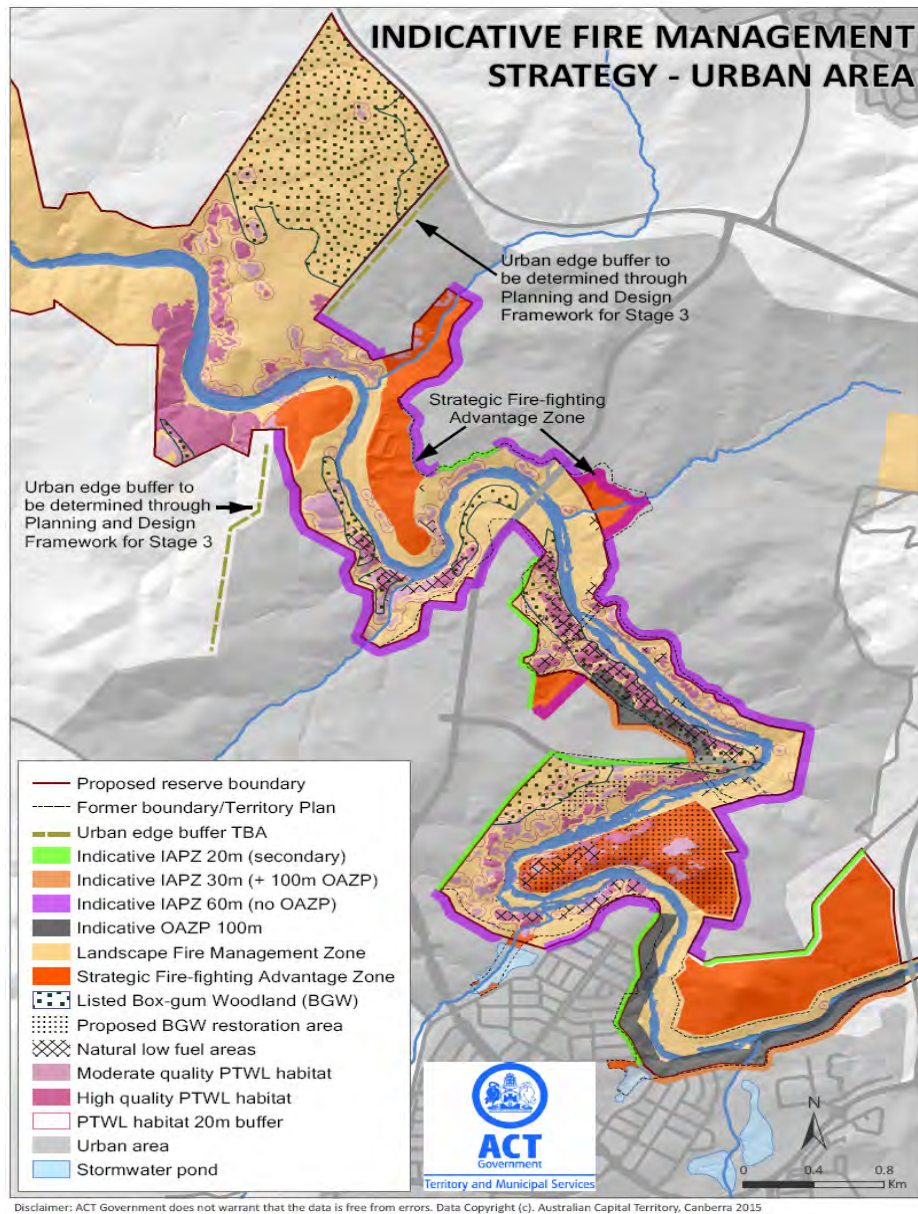 INDICATIVE FIRE MANAGEMENT
STRATEGY - URBAN AREA
Urban edge buffer to
be determined through
Planning and Design
Framework for Stage 3
Strategic Fire-fighting
Advantage Zone
Urban edge buffer to
be determined through
Planning and Design
Framework for Stage 3
Proposed reserve boundary
Former boundary/Territory Plan
Urban edge buffer TBA
Indicative IAPZ 20m (secondary)
Indicative IAPZ 30m (+ 100m OAZP)
Indicative IAPZ 60m (no OAZP)
Indicative OAZP 100m
Landscape Fire Management Zone
Strategic Fire-fighting Advantage Zone
Listed Box-gum Woodland (BGW)
Proposed BGW restoration area
Natural low fuel areas
Moderate quality PTWL habitat
High quality PTWL habitat
PTWL habitat 20m buffer
Urban area
Stormwater pond
ACT
Government
Territory and Municipal Services
N
0 0.4 0.8
Km
Disclaimer: ACT Government does not warrant that the data is free from errors. Data Copyright (c). Australian Capital Territory, Canberra 2015